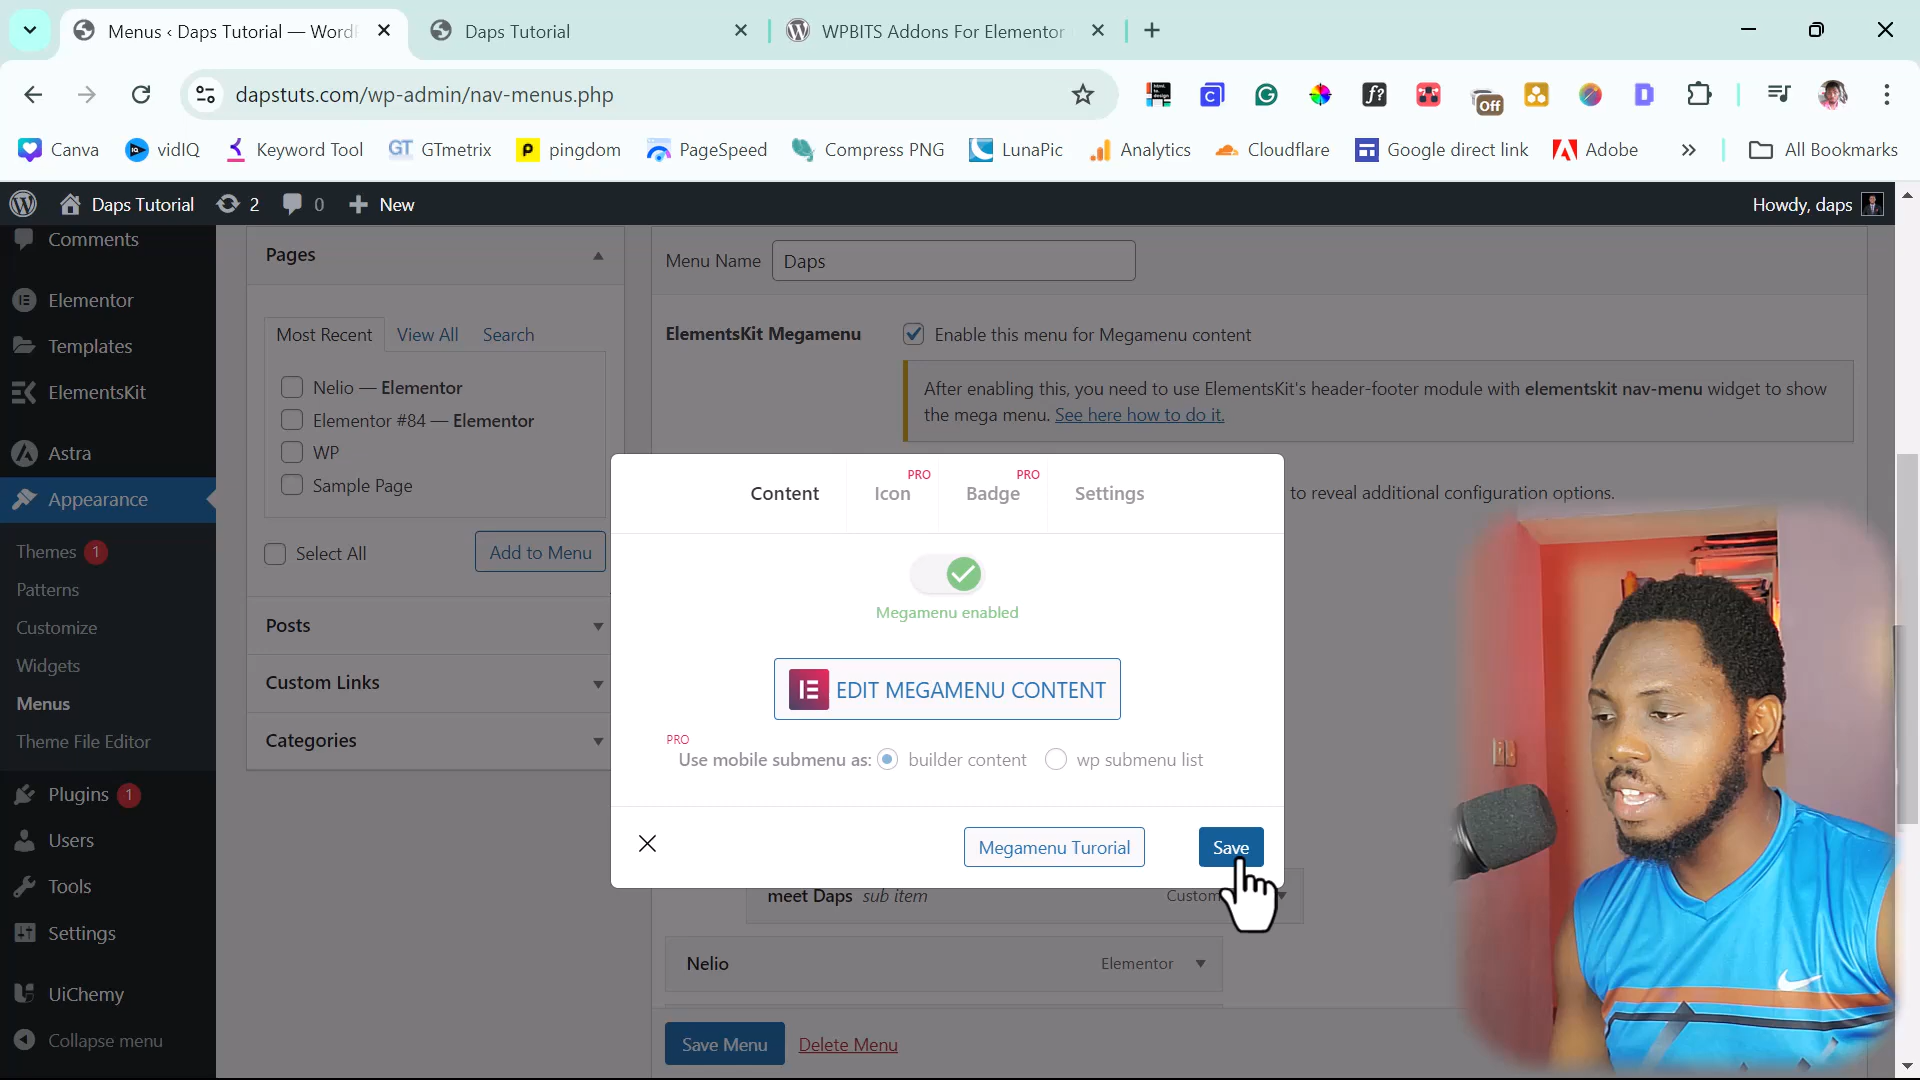 Menus ‹ Daps Tutorial — WordP
Daps Tutorial
WPBITS Addons For Elementor
dapstuts.com/wp-admin/nav-menus.php
Off
Canva
vidIQ
Keyword Tool
GT GTmetrix
pingdom
PageSpeed
Compress PNG
LunaPic
Analytics
Cloudflare
Google direct link
Adobe
All Bookmarks
Daps Tutorial
2
0
New
Howdy, daps
Comments
Elementor
Templates
ElementsKit
Astra
Appearance
Themes 1
Patterns
Customize
Widgets
Menus
Theme File Editor
Plugins 1
Users
Tools
Settings
UiChemy
Collapse menu
Pages
Most Recent
View All
Search
Nelio — Elementor
Elementor #84 — Elementor
WP
Sample Page
Select All
Add to Menu
Posts
Custom Links
Categories
Menu Name
Daps
ElementsKit Megamenu
Enable this menu for Megamenu content
After enabling this, you need to use ElementsKit's header-footer module with elementskit nav-menu widget to show
the mega menu. See here how to do it.
to reveal additional configuration options.
Content
Icon PRO
Badge PRO
Settings
Megamenu enabled
EDIT MEGAMENU CONTENT
PRO
Use mobile submenu as: builder content wp submenu list
Megamenu Turorial
Save
meet Daps sub item
Custom
Nelio
Elementor
Save Menu
Delete Menu